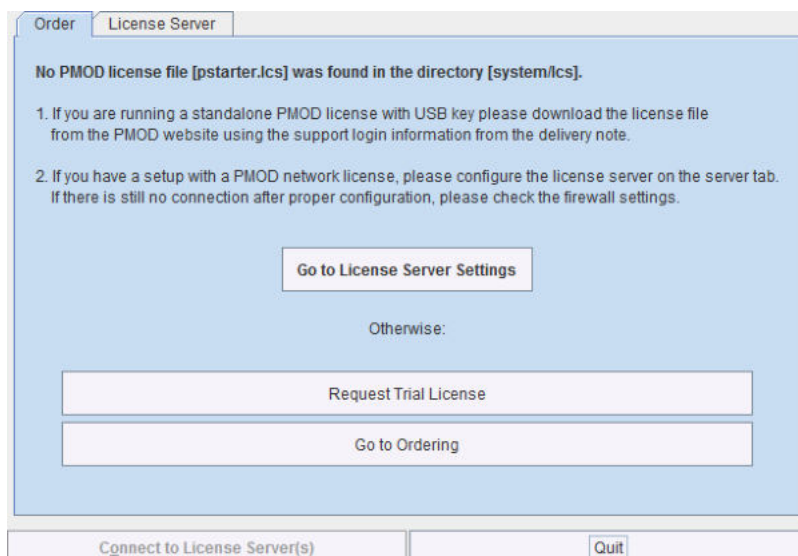 Order
License Server
No PMOD license file [pstarter.lcs] was found in the directory [system/lcs].
1. If you are running a standalone PMOD license with USB key please download the license file
from the PMOD website using the support login information from the delivery note.
2. If you have a setup with a PMOD network license, please configure the license server on the server tab.
If there is still no connection after proper configuration, please check the firewall settings.
Go to License Server Settings
Otherwise:
Request Trial License
Go to Ordering
Connect to License Server(s)
Quit